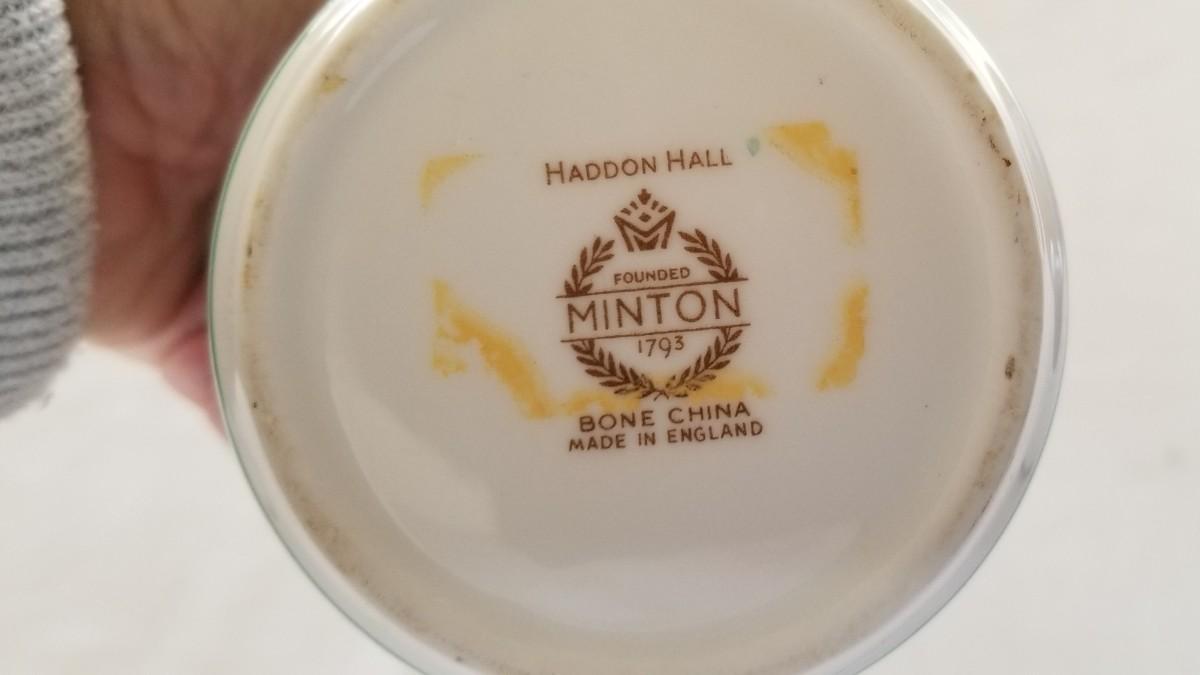 HADDON HALL
FOUNDED
MINTON
1793
BONE CHINA
MADE IN ENGLAND